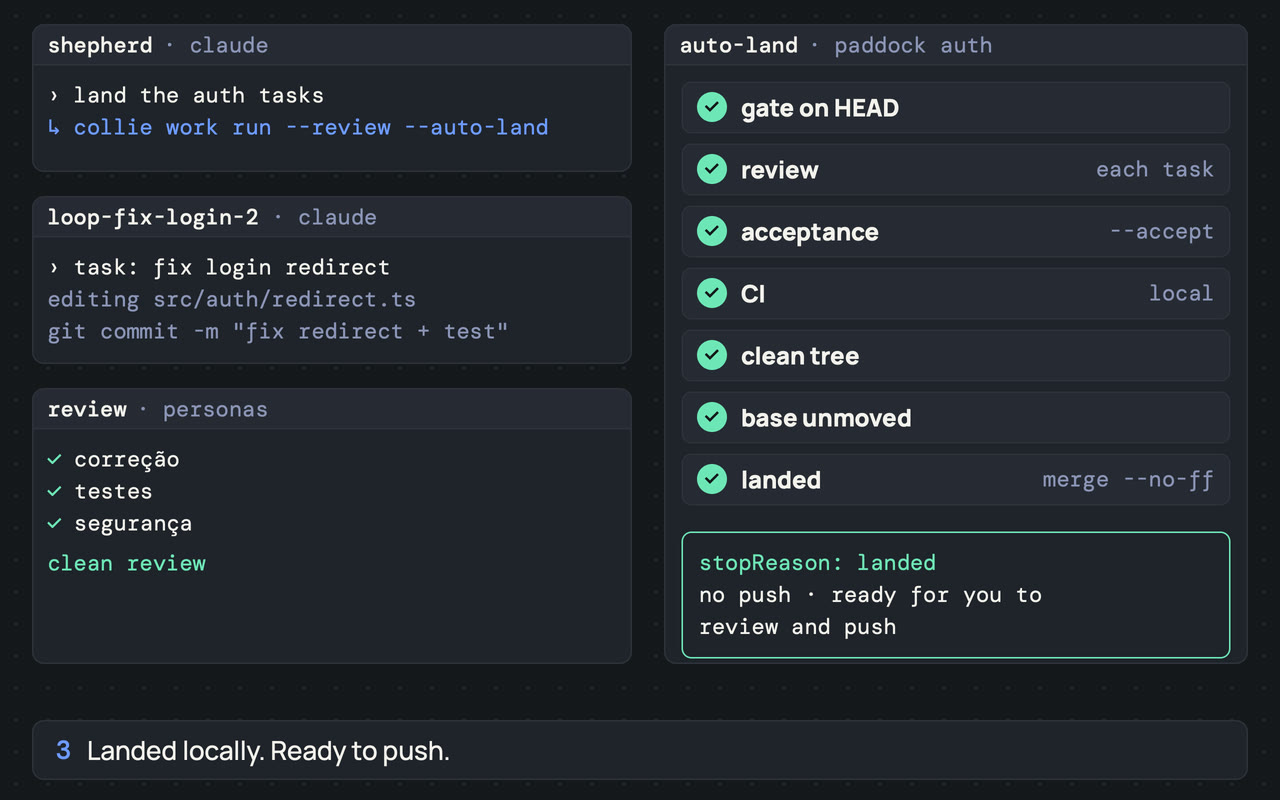 shepherd · claude
› land the auth tasks
↳ collie work run --review --auto-land
loop-fix-login-2 · claude
› task: fix login redirect
editing src/auth/redirect.ts
git commit -m "fix redirect + test"
review · personas
✓ correção
✓ testes
✓ segurança
clean review
auto-land · paddock auth
gate on HEAD
review each task
acceptance --accept
CI local
clean tree
base unmoved
landed merge --no-ff
stopReason: landed
no push · ready for you to
review and push
3 Landed locally. Ready to push.